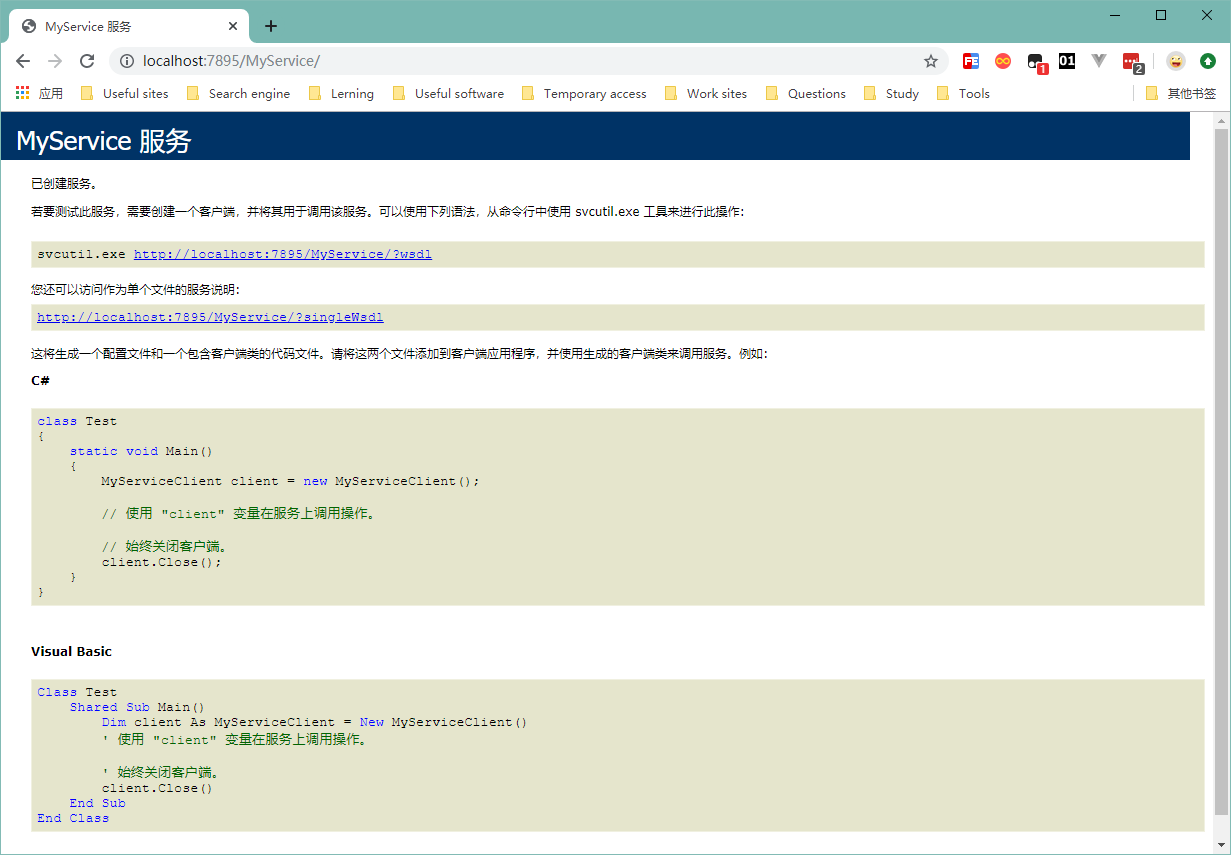 MyService 服务
localhost:7895/MyService/
FE
1
01
2
应用 Useful sites Search engine Lerning Useful software Temporary access Work sites Questions Study Tools 其他书签
MyService 服务
已创建服务。
若要测试此服务，需要创建一个客户端，并将其用于调用该服务。可以使用下列语法，从命令行中使用 svcutil.exe 工具来进行此操作:
svcutil.exe http://localhost:7895/MyService/?wsdl
您还可以访问作为单个文件的服务说明:
http://localhost:7895/MyService/?singleWsdl
这将生成一个配置文件和一个包含客户端类的代码文件。请将这两个文件添加到客户端应用程序，并使用生成的客户端类来调用服务。例如:
C#
class Test
{
    static void Main()
    {
        MyServiceClient client = new MyServiceClient();
        // 使用 "client" 变量在服务上调用操作。
        // 始终关闭客户端。
        client.Close();
    }
}
Visual Basic
Class Test
    Shared Sub Main()
        Dim client As MyServiceClient = New MyServiceClient()
        ' 使用 "client" 变量在服务上调用操作。
        ' 始终关闭客户端。
        client.Close()
    End Sub
End Class